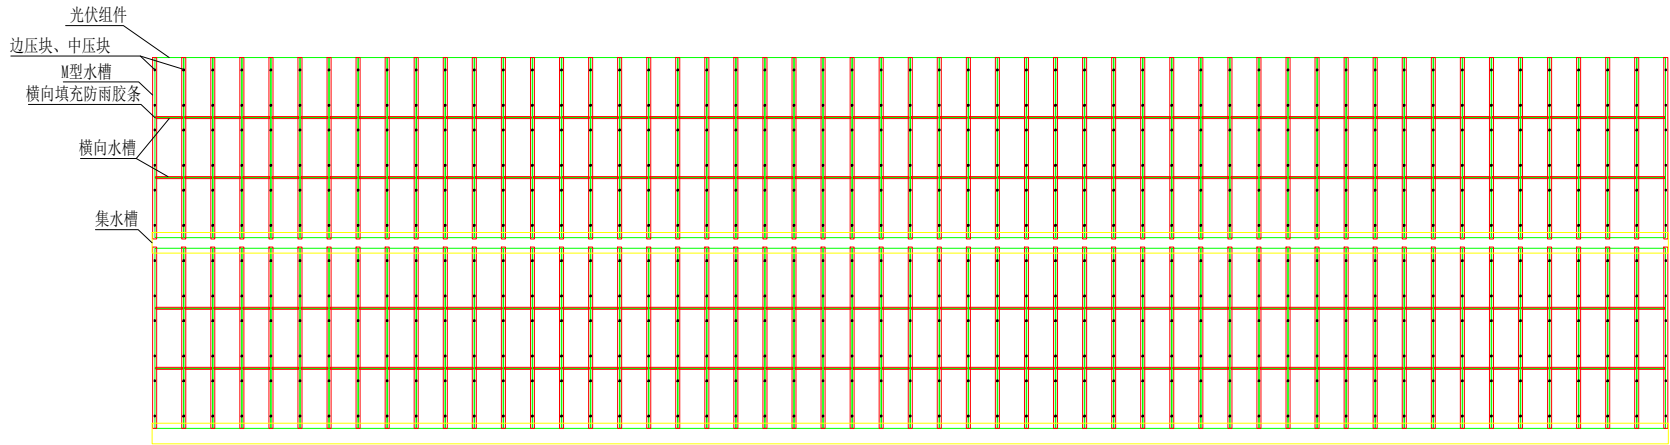 光伏组件
边压块、中压块
M型水槽
横向填充防雨胶条
横向水槽
集水槽